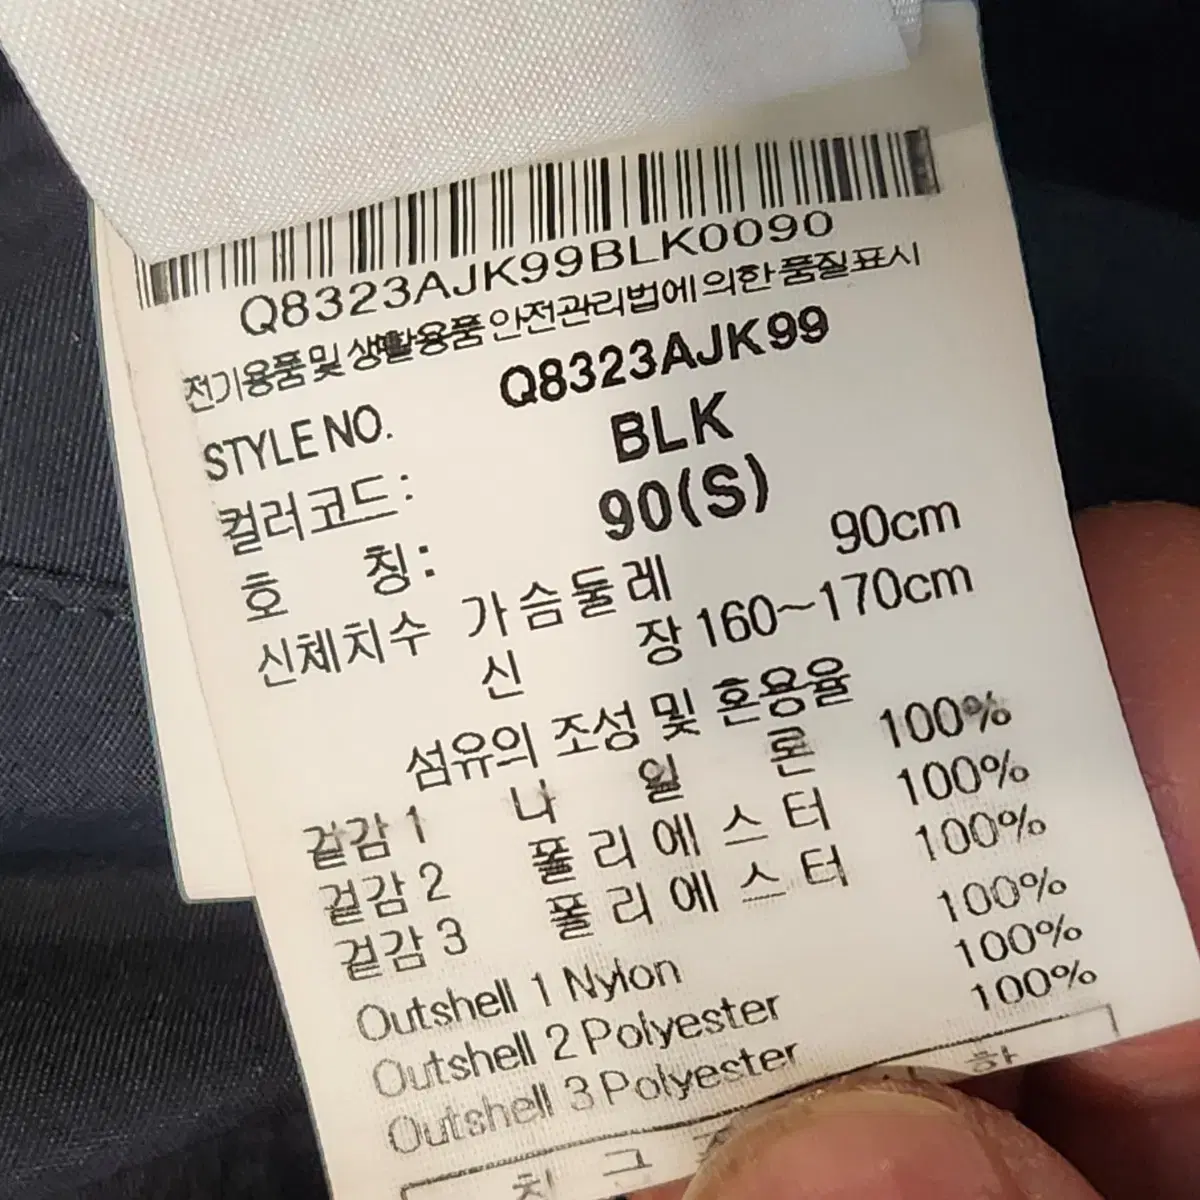 Q8323AJK99BLK0090
전기용품 및 생활용품 안전관리법에 의한 품질표시
STYLE NO. Q8323AJK99
컬러코드: BLK
호 칭: 90(S)
신체치수 가슴둘레 90cm
신 장 160~170cm
섬유의 조성 및 혼용율
겉감 1 나 일 론 100%
겉감 2 폴 리 에 스 터 100%
겉감 3 폴 리 에 스 터 100%
Outshell 1 Nylon 100%
Outshell 2 Polyester 100%
Outshell 3 Polyester 100%